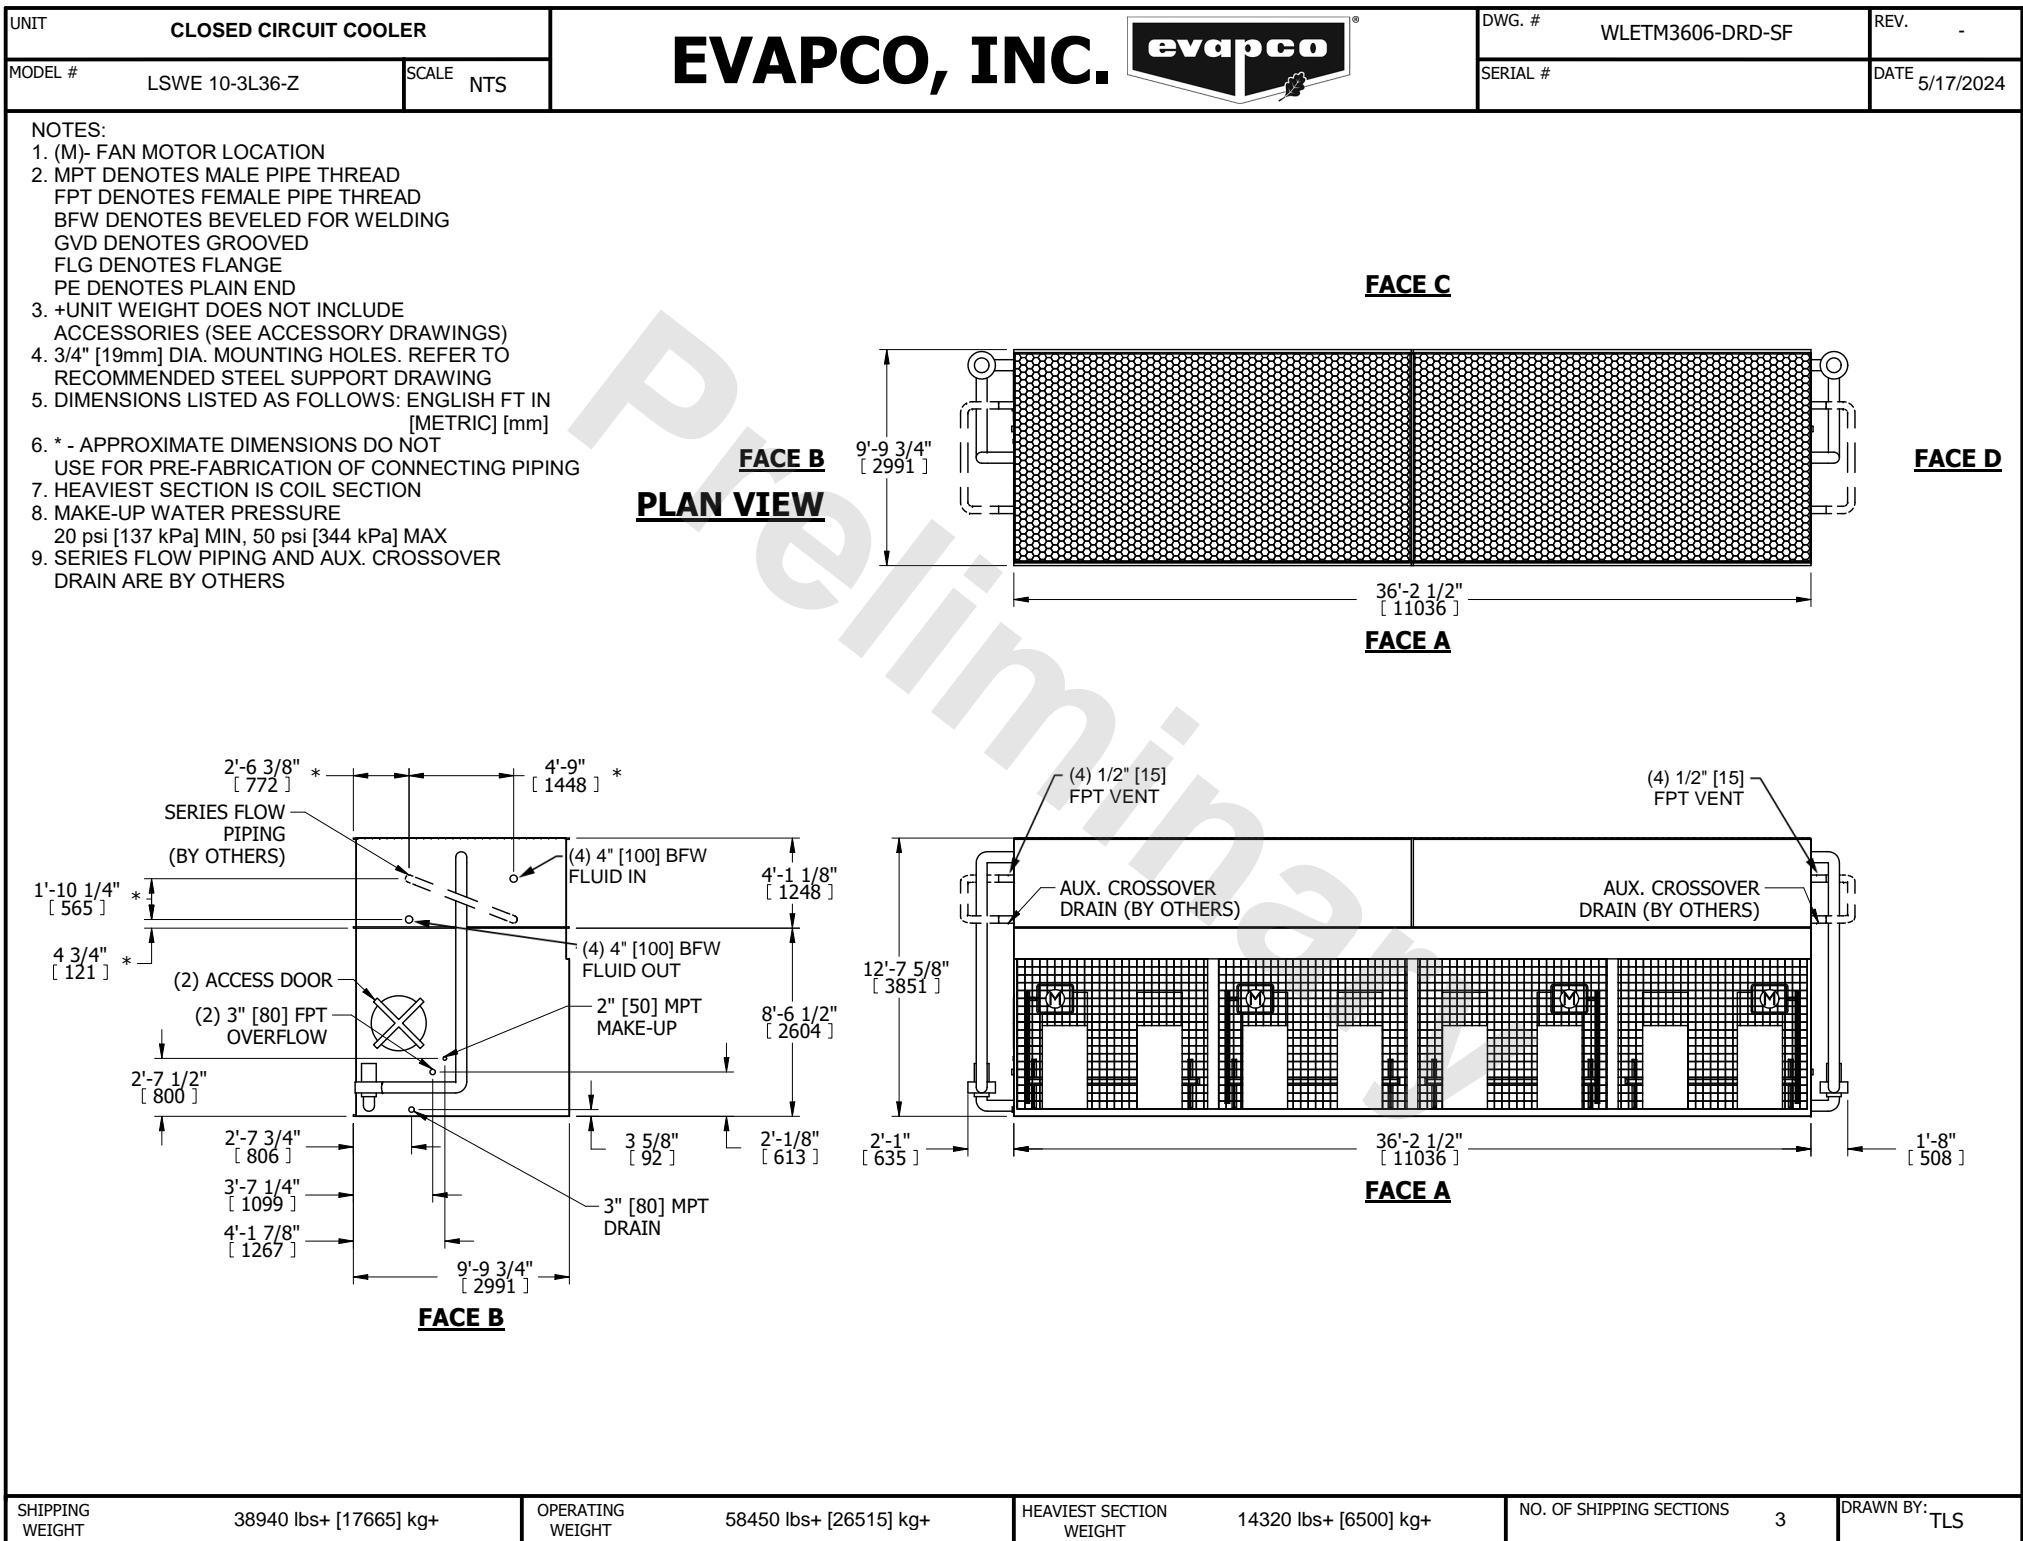 UNIT
CLOSED CIRCUIT COOLER
MODEL #
LSWE 10-3L36-Z
SCALE
NTS
EVAPCO, INC.
evapco®
DWG. #
WLETM3606-DRD-SF
REV.
-
SERIAL #
DATE
5/17/2024
NOTES:
1. (M)- FAN MOTOR LOCATION
2. MPT DENOTES MALE PIPE THREAD
FPT DENOTES FEMALE PIPE THREAD
BFW DENOTES BEVELED FOR WELDING
GVD DENOTES GROOVED
FLG DENOTES FLANGE
PE DENOTES PLAIN END
3. +UNIT WEIGHT DOES NOT INCLUDE
ACCESSORIES (SEE ACCESSORY DRAWINGS)
4. 3/4" [19mm] DIA. MOUNTING HOLES. REFER TO
RECOMMENDED STEEL SUPPORT DRAWING
5. DIMENSIONS LISTED AS FOLLOWS: ENGLISH FT IN
[METRIC] [mm]
6. * - APPROXIMATE DIMENSIONS DO NOT
USE FOR PRE-FABRICATION OF CONNECTING PIPING
7. HEAVIEST SECTION IS COIL SECTION
8. MAKE-UP WATER PRESSURE
20 psi [137 kPa] MIN, 50 psi [344 kPa] MAX
9. SERIES FLOW PIPING AND AUX. CROSSOVER
DRAIN ARE BY OTHERS
Preliminary
FACE C
FACE B
PLAN VIEW
9'-9 3/4"
[ 2991 ]
FACE D
36'-2 1/2"
[ 11036 ]
FACE A
2'-6 3/8" *
[ 772 ]
4'-9" *
[ 1448 ]
SERIES FLOW
PIPING
(BY OTHERS)
(4) 4" [100] BFW
FLUID IN
1'-10 1/4" *
[ 565 ]
4'-1 1/8"
[ 1248 ]
4 3/4" *
[ 121 ]
(4) 4" [100] BFW
FLUID OUT
(2) ACCESS DOOR
(2) 3" [80] FPT
OVERFLOW
2" [50] MPT
MAKE-UP
8'-6 1/2"
[ 2604 ]
2'-7 1/2"
[ 800 ]
2'-7 3/4"
[ 806 ]
3 5/8"
[ 92 ]
2'-1/8"
[ 613 ]
3'-7 1/4"
[ 1099 ]
3" [80] MPT
DRAIN
4'-1 7/8"
[ 1267 ]
9'-9 3/4"
[ 2991 ]
FACE B
(4) 1/2" [15]
FPT VENT
(4) 1/2" [15]
FPT VENT
AUX. CROSSOVER
DRAIN (BY OTHERS)
AUX. CROSSOVER
DRAIN (BY OTHERS)
12'-7 5/8"
[ 3851 ]
M M M M
2'-1"
[ 635 ]
36'-2 1/2"
[ 11036 ]
1'-8"
[ 508 ]
FACE A
SHIPPING
WEIGHT
38940 lbs+ [17665] kg+
OPERATING
WEIGHT
58450 lbs+ [26515] kg+
HEAVIEST SECTION
WEIGHT
14320 lbs+ [6500] kg+
NO. OF SHIPPING SECTIONS
3
DRAWN BY:
TLS